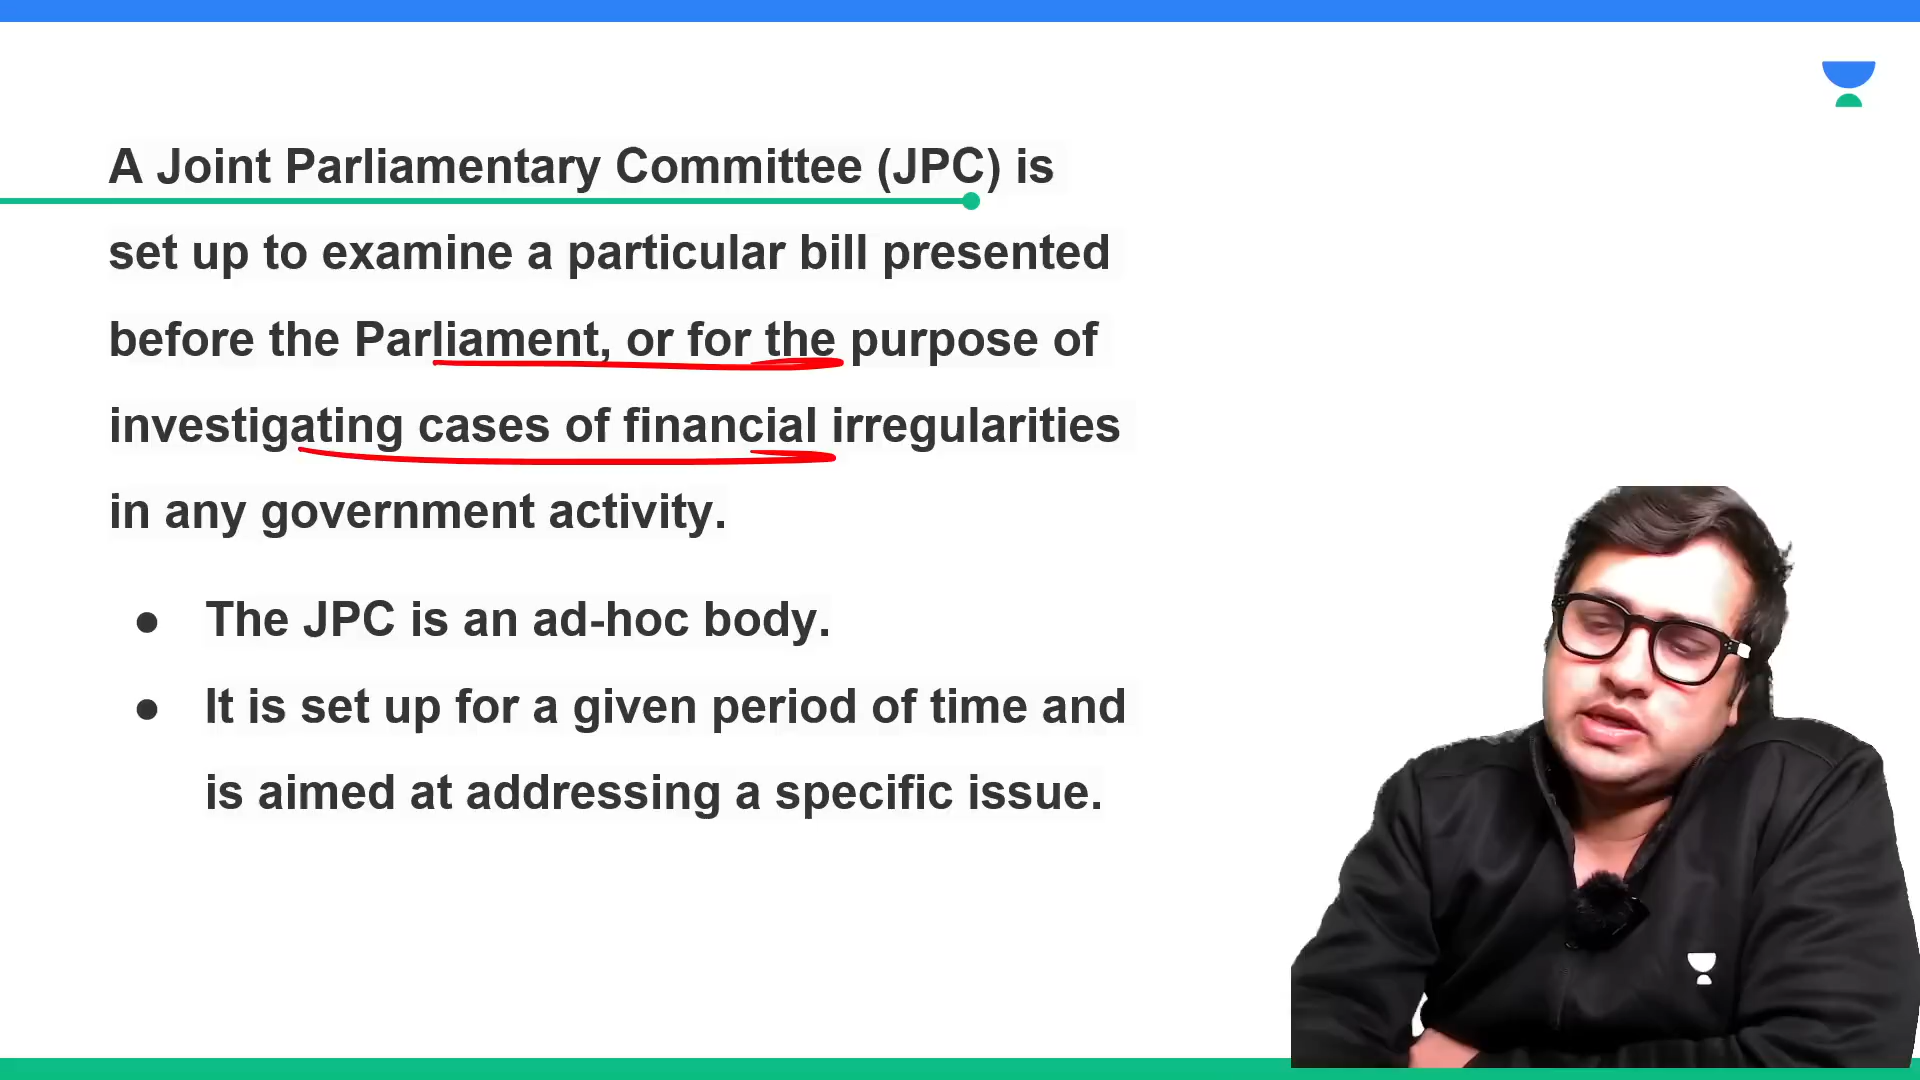 A Joint Parliamentary Committee (JPC) is
set up to examine a particular bill presented
before the Parliament, or for the purpose of
investigating cases of financial irregularities
in any government activity.
● The JPC is an ad-hoc body.
● It is set up for a given period of time and
is aimed at addressing a specific issue.